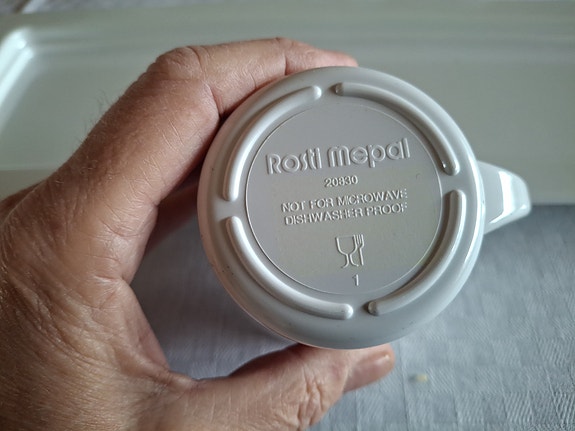 Rosti mepal
20830
NOT FOR MICROWAVE
DISHWASHER PROOF
1